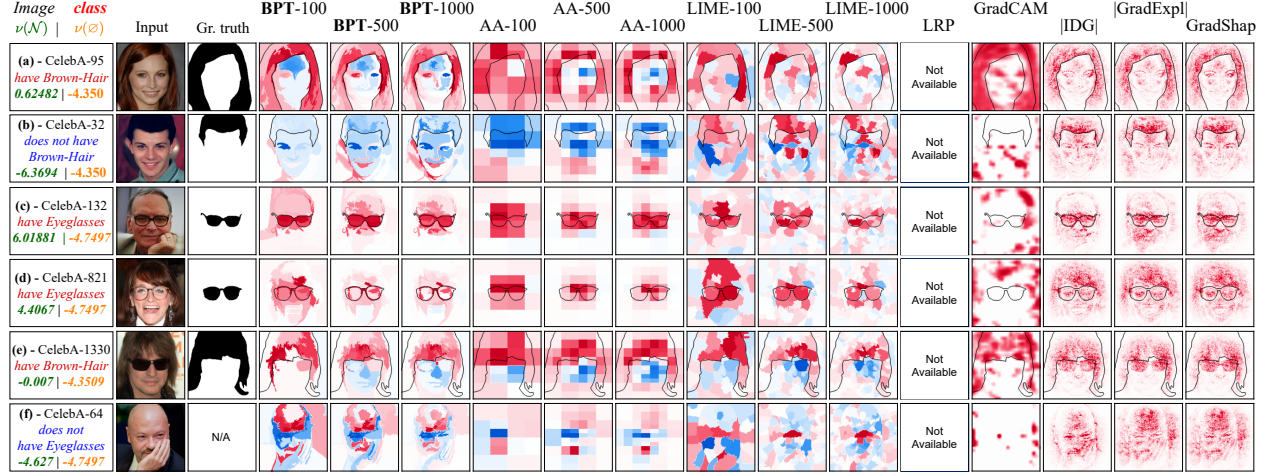 Image class
ν(𝒩) | ν(∅)
Input
Gr. truth
BPT-100
BPT-500
BPT-1000
AA-100
AA-500
AA-1000
LIME-100
LIME-500
LIME-1000
LRP
GradCAM
|IDG|
|GradExpl|
GradShap
(a) - CelebA-95
have Brown-Hair
0.62482 | -4.350
Not
Available
(b) - CelebA-32
does not have
Brown-Hair
-6.3694 | -4.350
Not
Available
(c) - CelebA-132
have Eyeglasses
6.01881 | -4.7497
Not
Available
(d) - CelebA-821
have Eyeglasses
4.4067 | -4.7497
Not
Available
(e) - CelebA-1330
have Brown-Hair
-0.007 | -4.3509
Not
Available
(f) - CelebA-64
does not
have Eyeglasses
-4.627 | -4.7497
N/A
Not
Available